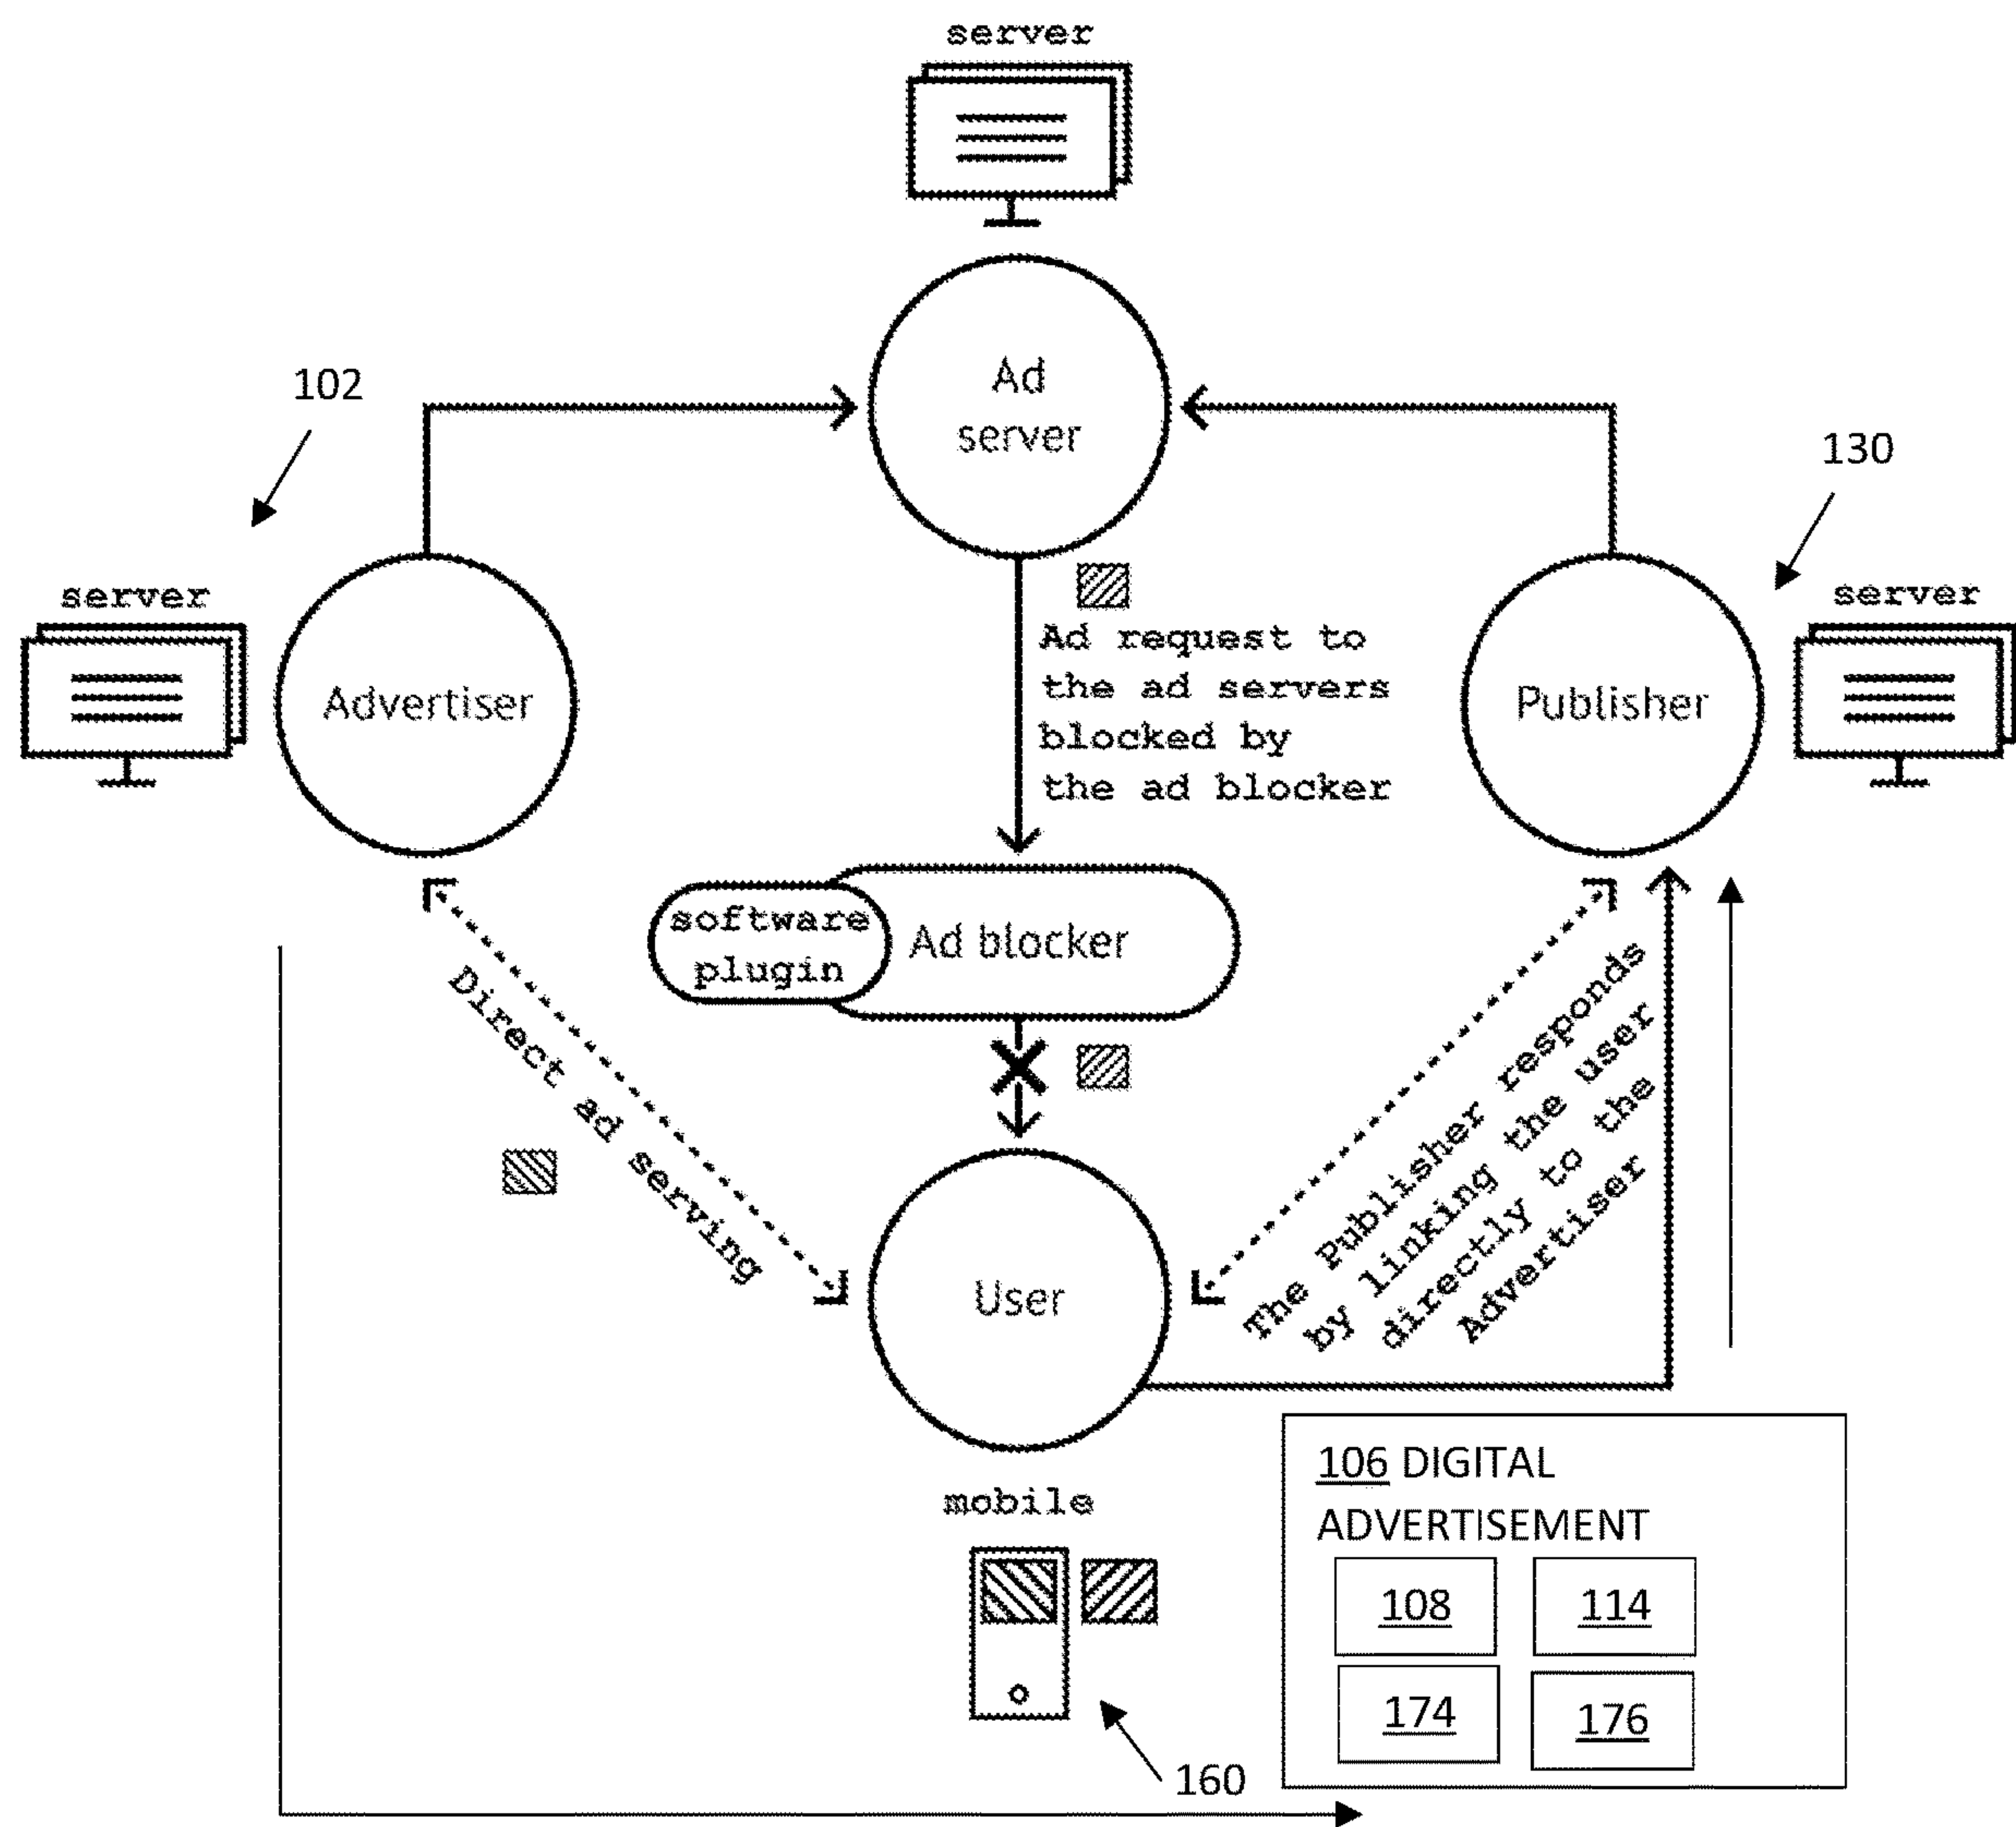 server
Ad
server
102
130
server
Advertiser
Ad request to
the ad servers
blocked by
the ad blocker
Publisher
server
software
plugin
Ad blocker
Direct ad serving
The Publisher responds
by linking the user
directly to the
Advertiser
User
mobile
160
106 DIGITAL
ADVERTISEMENT
108
114
174
176